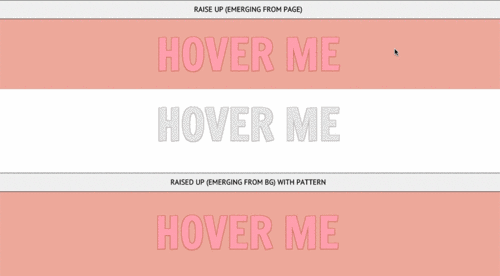 RAISE UP (EMERGING FROM PAGE)
HOVER ME
HOVER ME
RAISED UP (EMERGING FROM BG) WITH PATTERN
HOVER ME